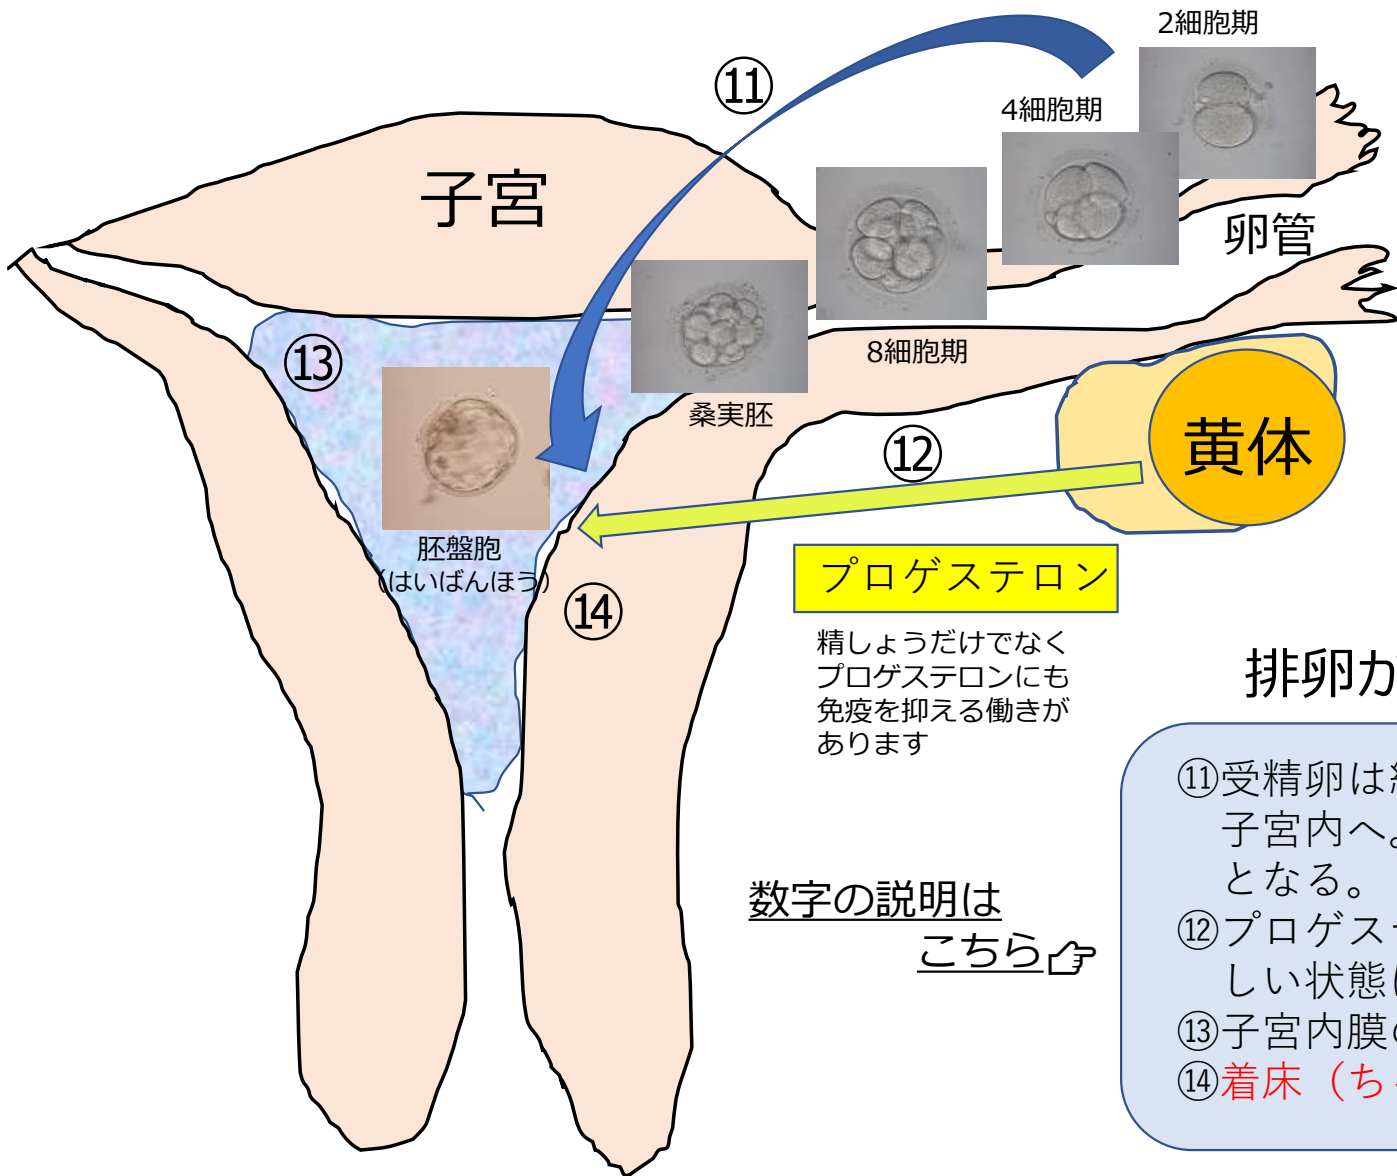 2細胞期
⑪
4細胞期
子宮
卵管
8細胞期
⑬
桑実胚
黄体
⑫
胚盤胞
(はいばんほう)
⑭
プロゲステロン
精しょうだけでなく
プロゲステロンにも
免疫を抑える働きが
あります
排卵か
数字の説明は
こちら☞
⑪受精卵は
子宮内へ。
となる。
⑫プロゲス
しい状態
⑬子宮内膜の
⑭着床(ち